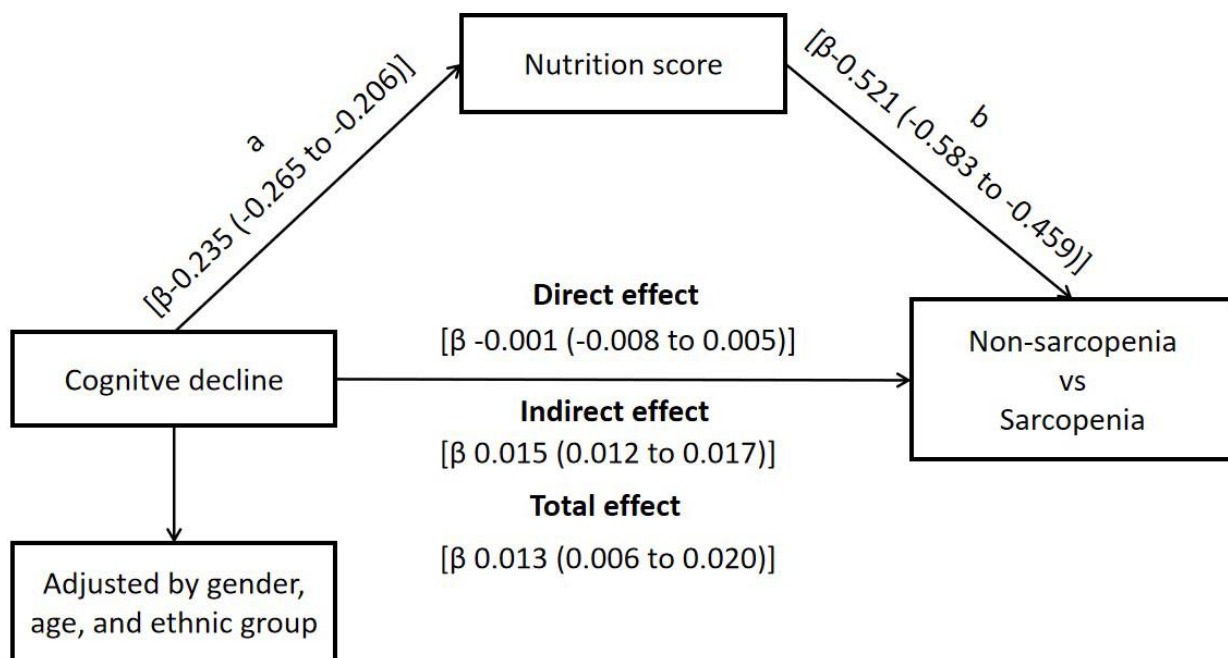 Nutrition score
a
[β-0.235 (-0.265 to -0.206)]
b
[β-0.521 (-0.583 to -0.459)]
Direct effect
[β -0.001 (-0.008 to 0.005)]
Cognitve decline
Non-sarcopenia
vs
Sarcopenia
Indirect effect
[β 0.015 (0.012 to 0.017)]
Total effect
[β 0.013 (0.006 to 0.020)]
Adjusted by gender,
age, and ethnic group